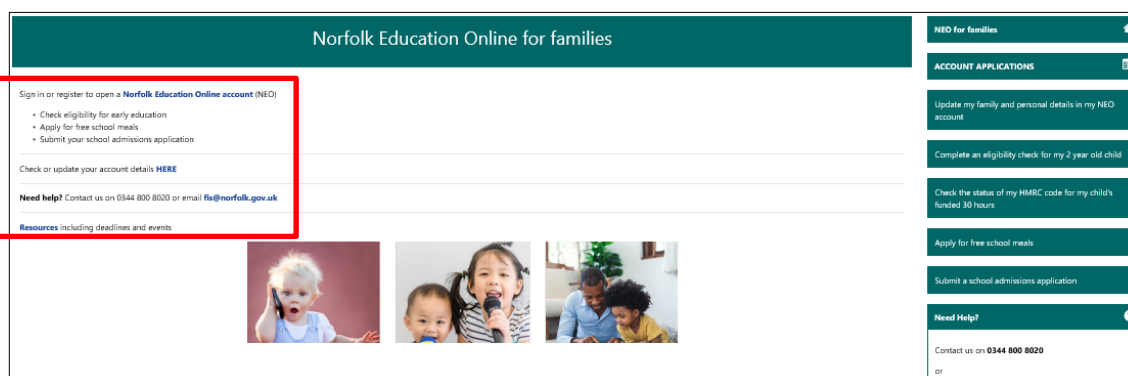 Norfolk Education Online for families
Sign in or register to open a Norfolk Education Online account (NEO)
• Check eligibility for early education
• Apply for free school meals
• Submit your school admissions application
Check or update your account details HERE
Need help? Contact us on 0344 800 8020 or email fis@norfolk.gov.uk
Resources including deadlines and events
NEO for families
ACCOUNT APPLICATIONS
Update my family and personal details in my NEO
account
Complete an eligibility check for my 2 year old child
Check the status of my HMRC code for my child's
funded 30 hours
Apply for free school meals
Submit a school admissions application
Need Help?
Contact us on 0344 800 8020
or